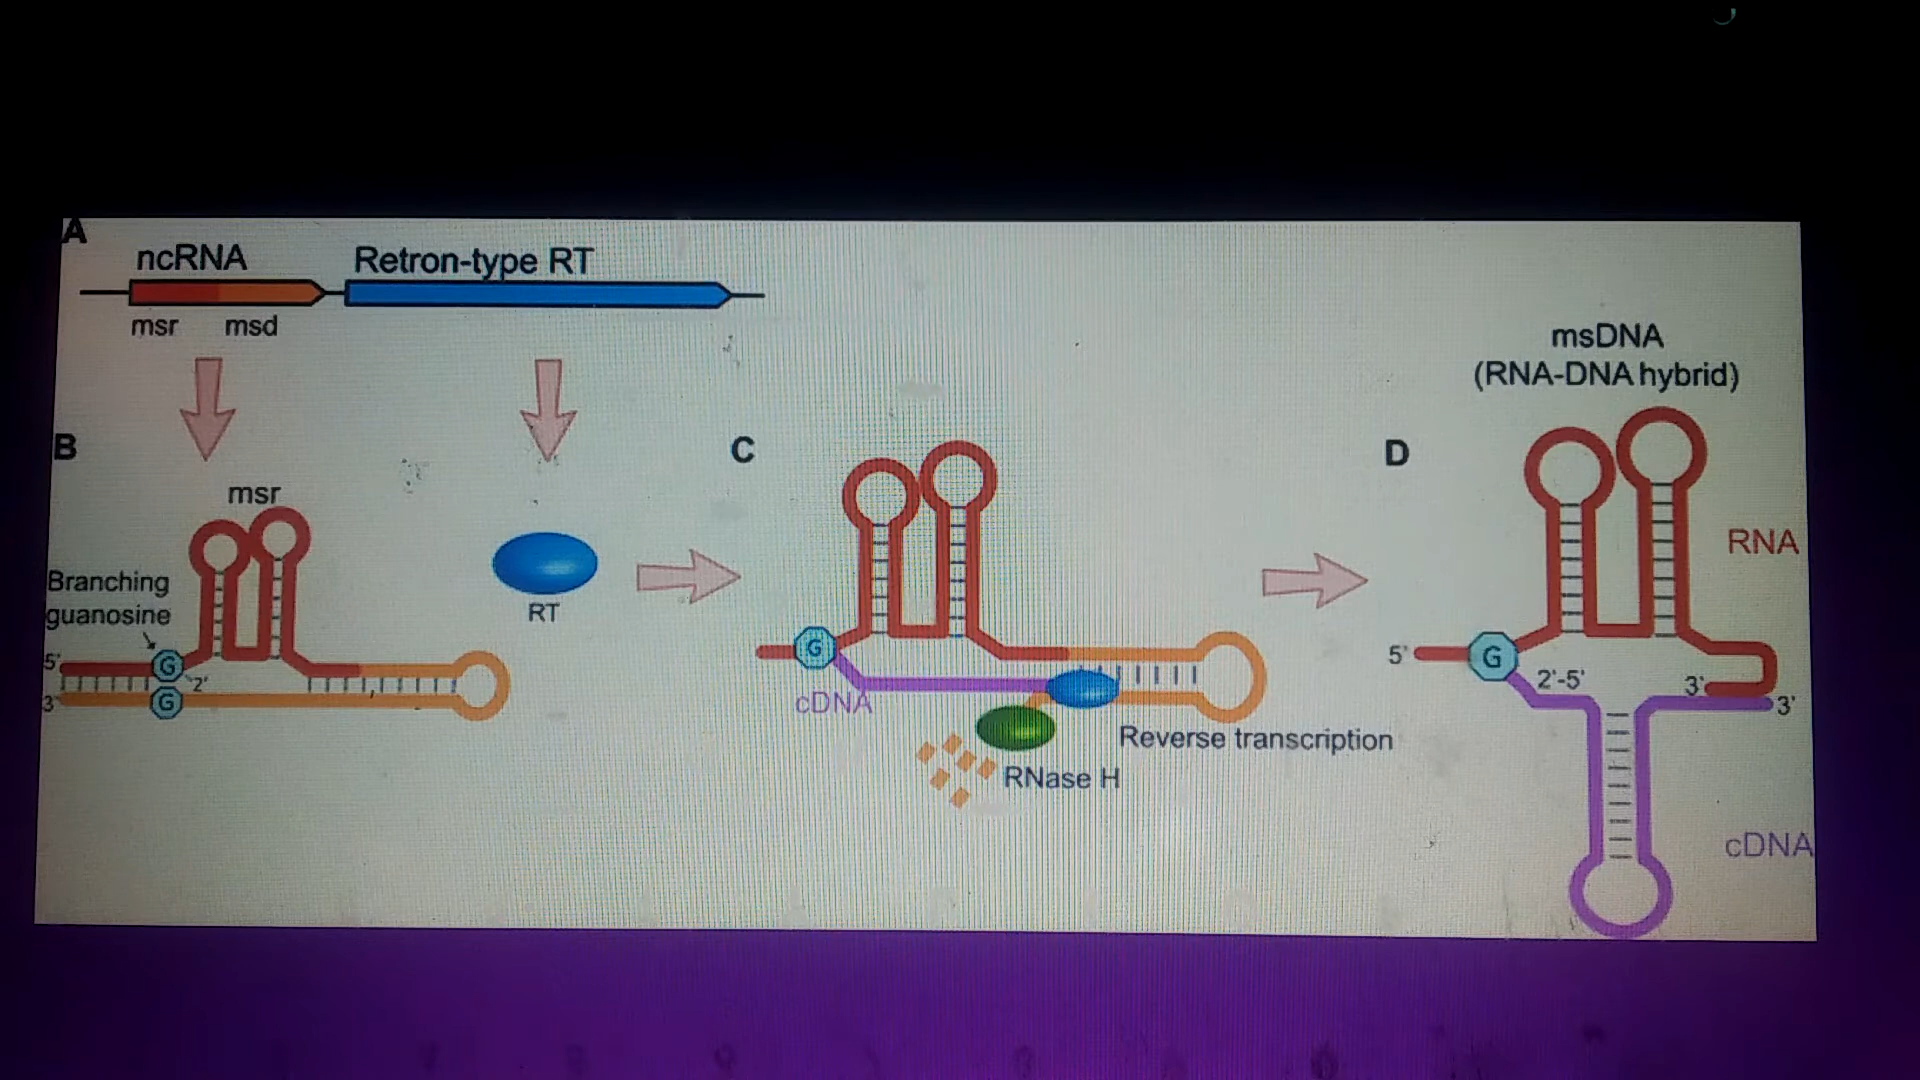 A
ncRNA
Retron-type RT
msr
msd
B
msr
Branching
guanosine
5'
G
2'
3'
G
RT
C
G
cDNA
Reverse transcription
RNase H
msDNA
(RNA-DNA hybrid)
D
RNA
5'
G
2'-5'
3'
3'
cDNA